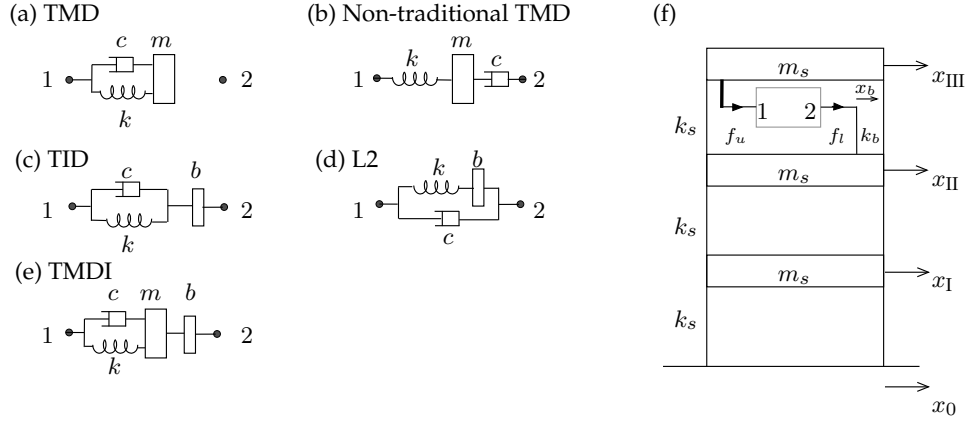 (a) TMD
c m
1 2
k
(b) Non-traditional TMD
k m c
1 2
(c) TID
c b
1 2
k
(d) L2
k b
1 2
c
(e) TMDI
c m b
1 2
k
(f)
m_s x_III
x_b
1 2
k_s f_u f_l k_b
m_s x_II
k_s
m_s x_I
k_s
x_0